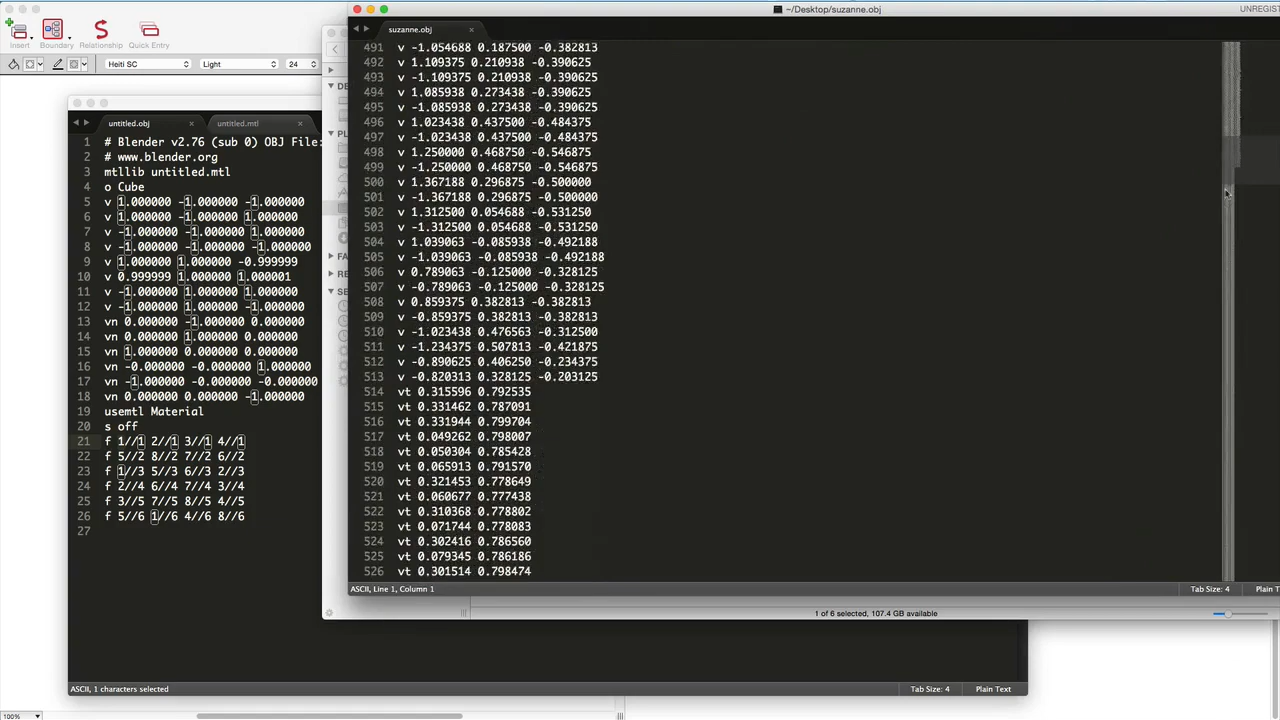 ~/Desktop/suzanne.obj
UNREGIST
Insert
Boundary
Relationship
Quick Entry
Heiti SC
Light
24
suzanne.obj
491 v -1.054688 0.187500 -0.382813
492 v 1.109375 0.210938 -0.390625
493 v -1.109375 0.210938 -0.390625
494 v 1.085938 0.273438 -0.390625
495 v -1.085938 0.273438 -0.390625
496 v 1.023438 0.437500 -0.484375
497 v -1.023438 0.437500 -0.484375
498 v 1.250000 0.468750 -0.546875
499 v -1.250000 0.468750 -0.546875
500 v 1.367188 0.296875 -0.500000
501 v -1.367188 0.296875 -0.500000
502 v 1.312500 0.054688 -0.531250
503 v -1.312500 0.054688 -0.531250
504 v 1.039063 -0.085938 -0.492188
505 v -1.039063 -0.085938 -0.492188
506 v 0.789063 -0.125000 -0.328125
507 v -0.789063 -0.125000 -0.328125
508 v 0.859375 0.382813 -0.382813
509 v -0.859375 0.382813 -0.382813
510 v -1.023438 0.476563 -0.312500
511 v -1.234375 0.507813 -0.421875
512 v -0.890625 0.406250 -0.234375
513 v -0.820313 0.328125 -0.203125
514 vt 0.315596 0.792535
515 vt 0.331462 0.787091
516 vt 0.331944 0.799704
517 vt 0.049262 0.798007
518 vt 0.050304 0.785428
519 vt 0.065913 0.791570
520 vt 0.321453 0.778649
521 vt 0.060677 0.777438
522 vt 0.310368 0.778802
523 vt 0.071744 0.778083
524 vt 0.302416 0.786560
525 vt 0.079345 0.786186
526 vt 0.301514 0.798474
ASCII, Line 1, Column 1
Tab Size: 4
Plain T
DE
PL
FA
RE
SE
1 of 6 selected, 107.4 GB available
untitled.obj
untitled.mtl
1 # Blender v2.76 (sub 0) OBJ File:
2 # www.blender.org
3 mtllib untitled.mtl
4 o Cube
5 v 1.000000 -1.000000 -1.000000
6 v 1.000000 -1.000000 1.000000
7 v -1.000000 -1.000000 1.000000
8 v -1.000000 -1.000000 -1.000000
9 v 1.000000 1.000000 -0.999999
10 v 0.999999 1.000000 1.000001
11 v -1.000000 1.000000 1.000000
12 v -1.000000 1.000000 -1.000000
13 vn 0.000000 -1.000000 0.000000
14 vn 0.000000 1.000000 0.000000
15 vn 1.000000 0.000000 0.000000
16 vn -0.000000 -0.000000 1.000000
17 vn -1.000000 -0.000000 -0.000000
18 vn 0.000000 0.000000 -1.000000
19 usemtl Material
20 s off
21 f 1//1 2//1 3//1 4//1
22 f 5//2 8//2 7//2 6//2
23 f 1//3 5//3 6//3 2//3
24 f 2//4 6//4 7//4 3//4
25 f 3//5 7//5 8//5 4//5
26 f 5//6 1//6 4//6 8//6
27
ASCII, 1 characters selected
Tab Size: 4
Plain Text
100%